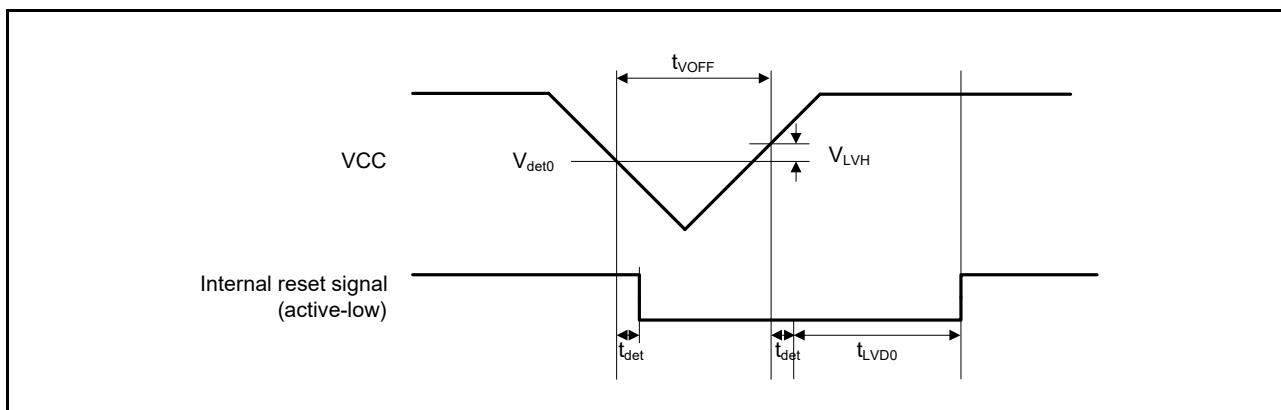 tVOFF
VCC
Vdet0
VLVH
Internal reset signal
(active-low)
tdet
tdet
tLVD0